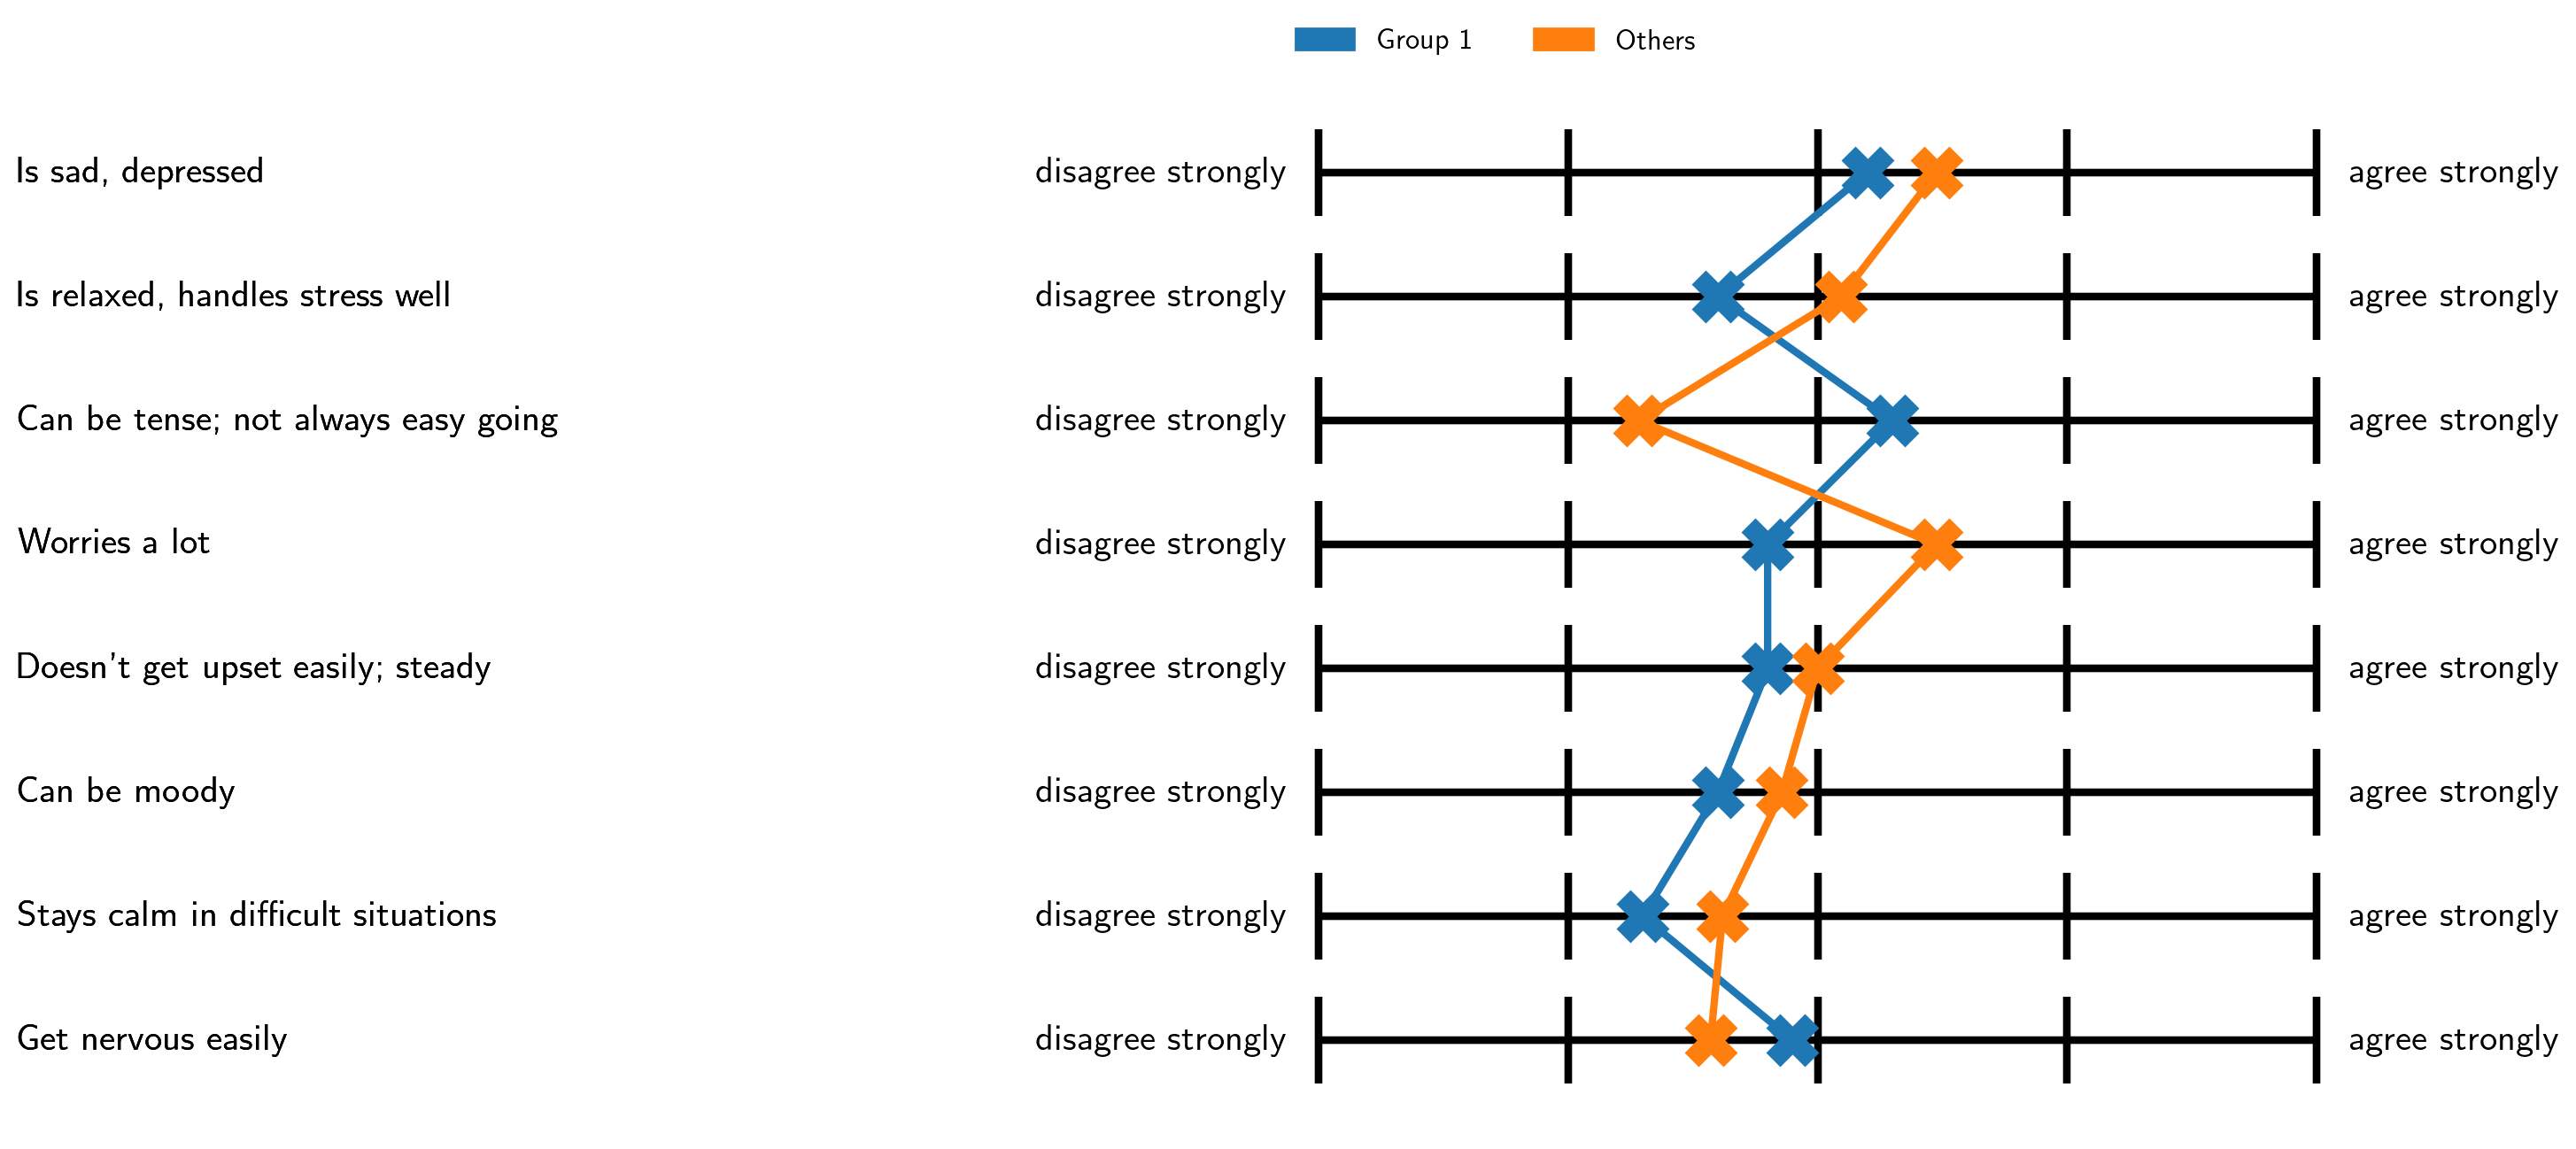 Group 1 Others
Is sad, depressed disagree strongly agree strongly
Is relaxed, handles stress well disagree strongly agree strongly
Can be tense; not always easy going disagree strongly agree strongly
Worries a lot disagree strongly agree strongly
Doesn't get upset easily; steady disagree strongly agree strongly
Can be moody disagree strongly agree strongly
Stays calm in difficult situations disagree strongly agree strongly
Get nervous easily disagree strongly agree strongly